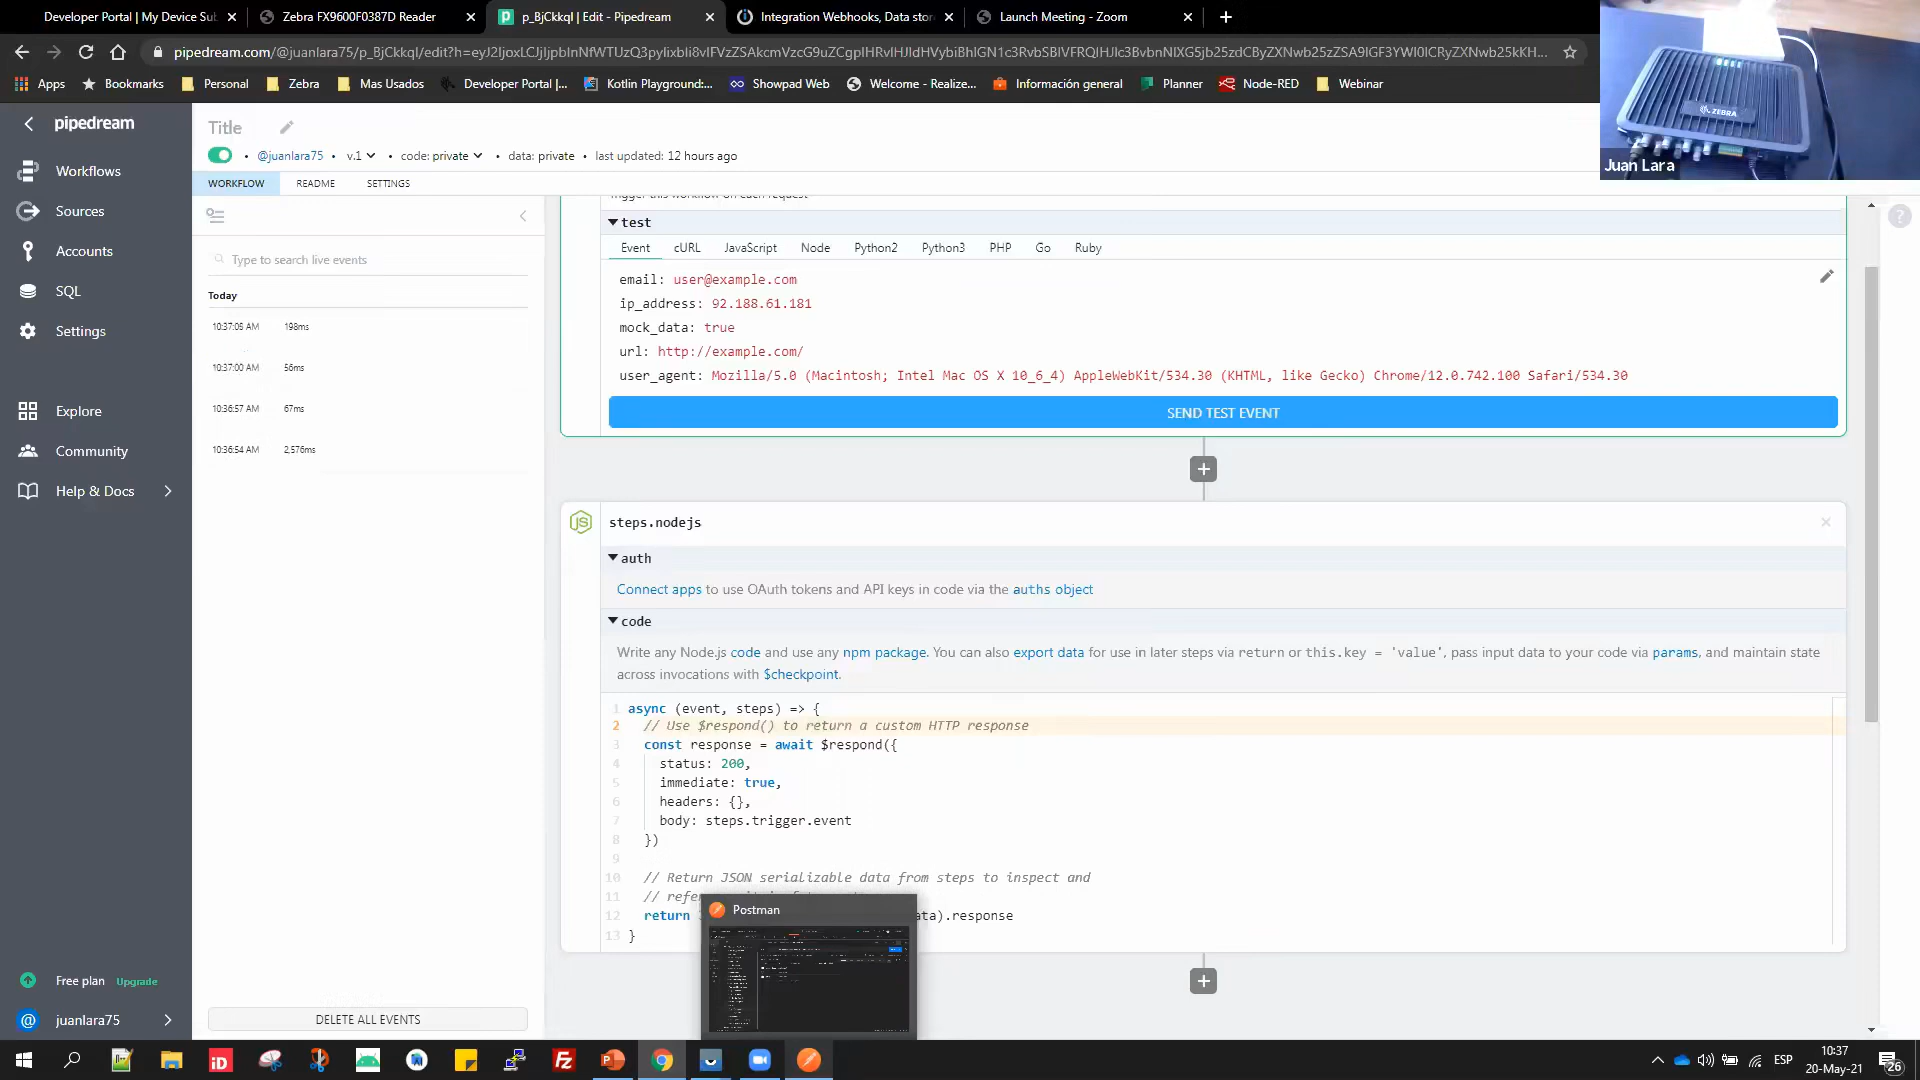 Developer Portal | My Device Sub
Zebra FX9600F0387D Reader
p_BjCkkqI | Edit - Pipedream
Integration Webhooks, Data stor
Launch Meeting - Zoom
Apps
Bookmarks
Personal
Zebra
Mas Usados
Developer Portal |...
Kotlin Playground:...
Showpad Web
Welcome - Realize...
Información general
Planner
Node-RED
Webinar
pipedream
Workflows
Sources
Accounts
SQL
Settings
Explore
Community
Help & Docs
Free plan Upgrade
juanlara75
Title
• @juanlara75 • v.1 • code: private • data: private • last updated: 12 hours ago
WORKFLOW README SETTINGS
Type to search live events
Today
10:37:05 AM 198ms
10:37:00 AM 56ms
10:36:57 AM 67ms
10:36:54 AM 2,576ms
DELETE ALL EVENTS
Trigger this workflow on each request
test
Event cURL JavaScript Node Python2 Python3 PHP Go Ruby
email: user@example.com
ip_address: 92.188.61.181
mock_data: true
url: http://example.com/
user_agent: Mozilla/5.0 (Macintosh; Intel Mac OS X 10_6_4) AppleWebKit/534.30 (KHTML, like Gecko) Chrome/12.0.742.100 Safari/534.30
SEND TEST EVENT
steps.nodejs
auth
Connect apps to use OAuth tokens and API keys in code via the auths object
code
Write any Node.js code and use any npm package. You can also export data for use in later steps via return or this.key = 'value', pass input data to your code via params, and maintain state
across invocations with $checkpoint.
1 async (event, steps) => {
2 // Use $respond() to return a custom HTTP response
3 const response = await $respond({
4 status: 200,
5 immediate: true,
6 headers: {},
7 body: steps.trigger.event
8 })
9
10 // Return JSON serializable data from steps to inspect and
11 //
12 return ata).response
13 }
Postman
ZEBRA
Juan Lara
ESP
10:37
20-May-21
26